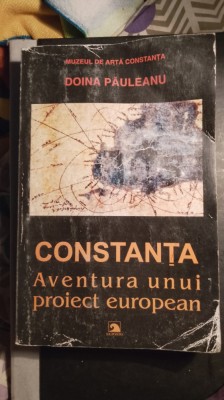 MUZEUL DE ARTĂ CONSTANȚA
DOINA PĂULEANU
CONSTANȚA
Aventura unui
proiect european